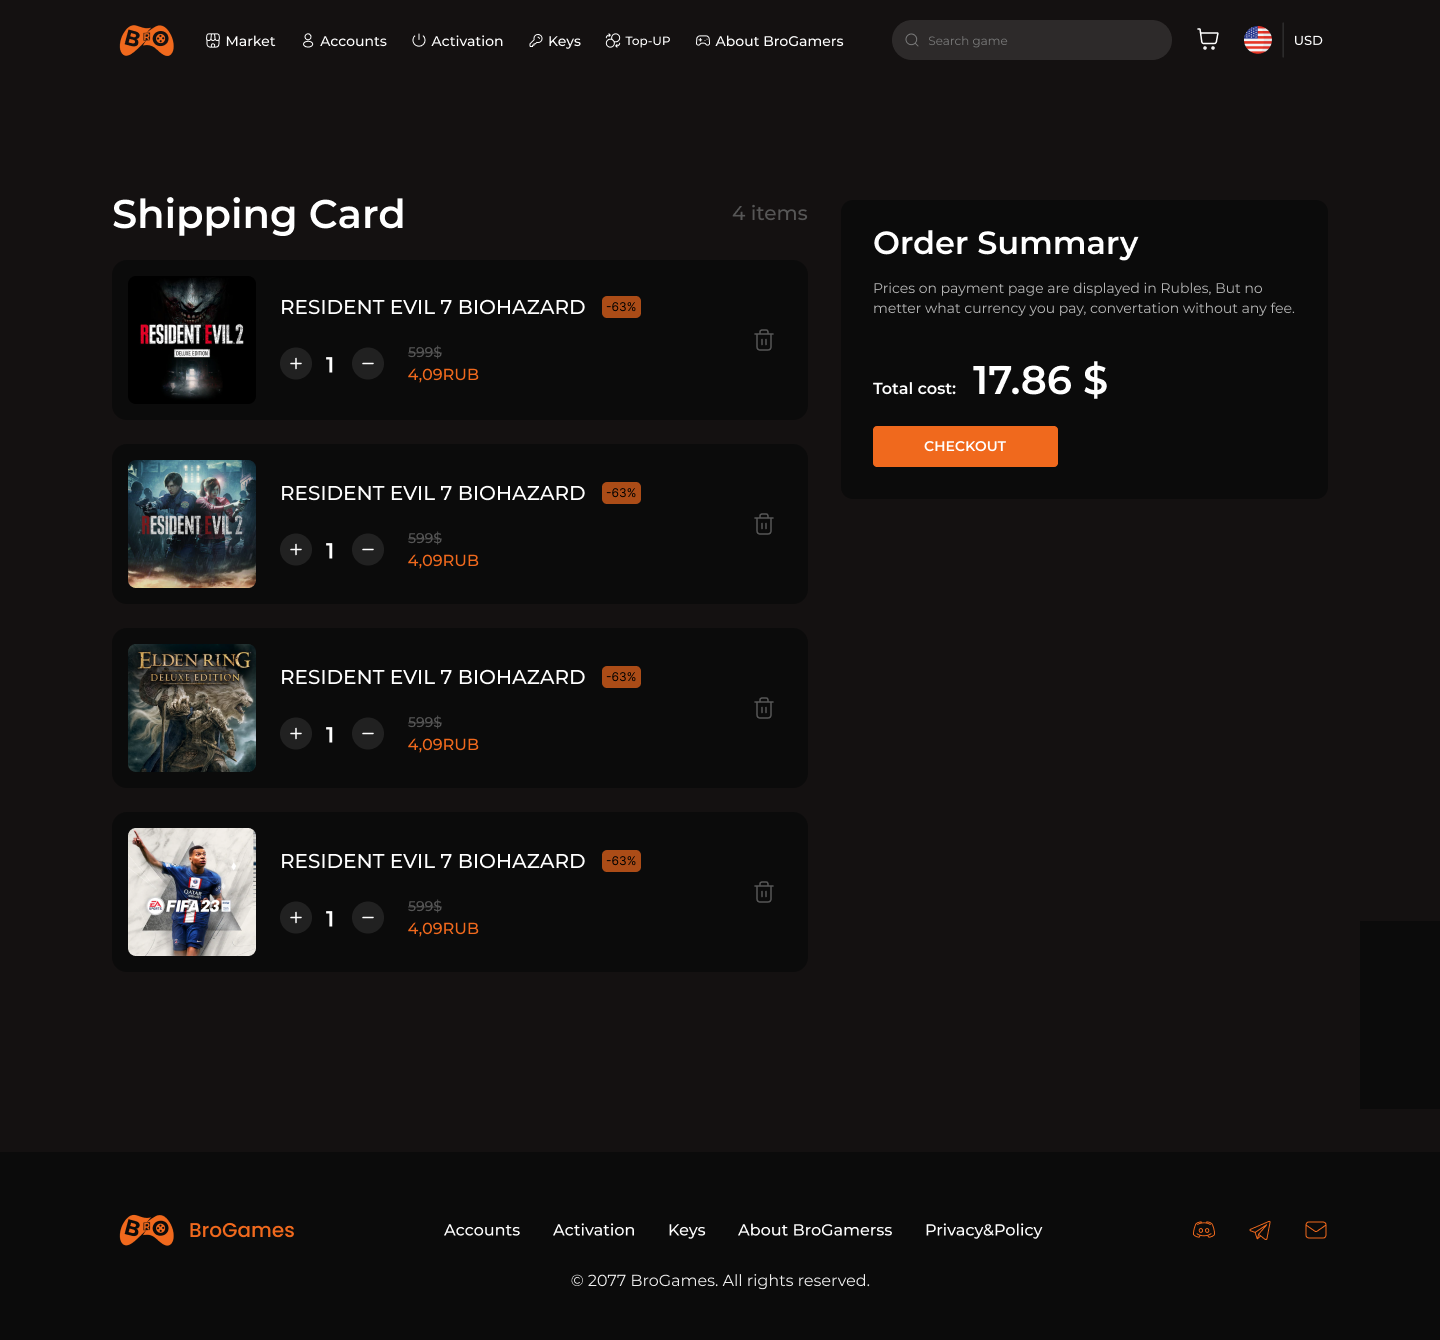 BRO
Market
Accounts
Activation
Keys
Top-UP
About BroGamers
Search game
USD
Shipping Card
4 items
RESIDENT EVIL 2
DELUXE EDITION
RESIDENT EVIL 7 BIOHAZARD
-63%
1
599$
4,09RUB
RESIDENT EVIL 2
RESIDENT EVIL 7 BIOHAZARD
-63%
1
599$
4,09RUB
ELDEN RING
DELUXE EDITION
RESIDENT EVIL 7 BIOHAZARD
-63%
1
599$
4,09RUB
QATAR
EA SPORTS
FIFA 23
RESIDENT EVIL 7 BIOHAZARD
-63%
1
599$
4,09RUB
Order Summary
Prices on payment page are displayed in Rubles, But no
metter what currency you pay, convertation without any fee.
Total cost: 17.86 $
CHECKOUT
BRO
BroGames
Accounts
Activation
Keys
About BroGamerss
Privacy&Policy
© 2077 BroGames. All rights reserved.